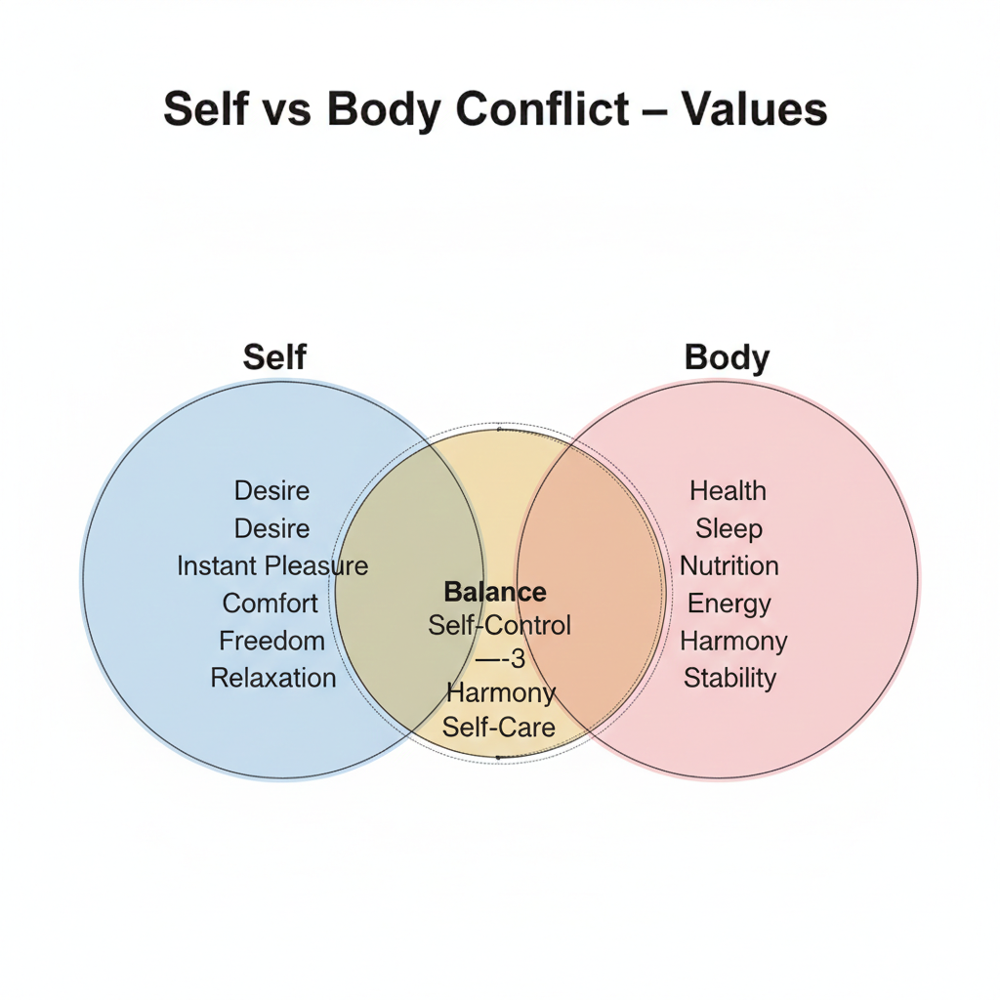 Self vs Body Conflict – Values
Self
Desire
Desire
Instant Pleasure
Comfort
Freedom
Relaxation
Balance
Self-Control
—-3
Harmony
Self-Care
Body
Health
Sleep
Nutrition
Energy
Harmony
Stability